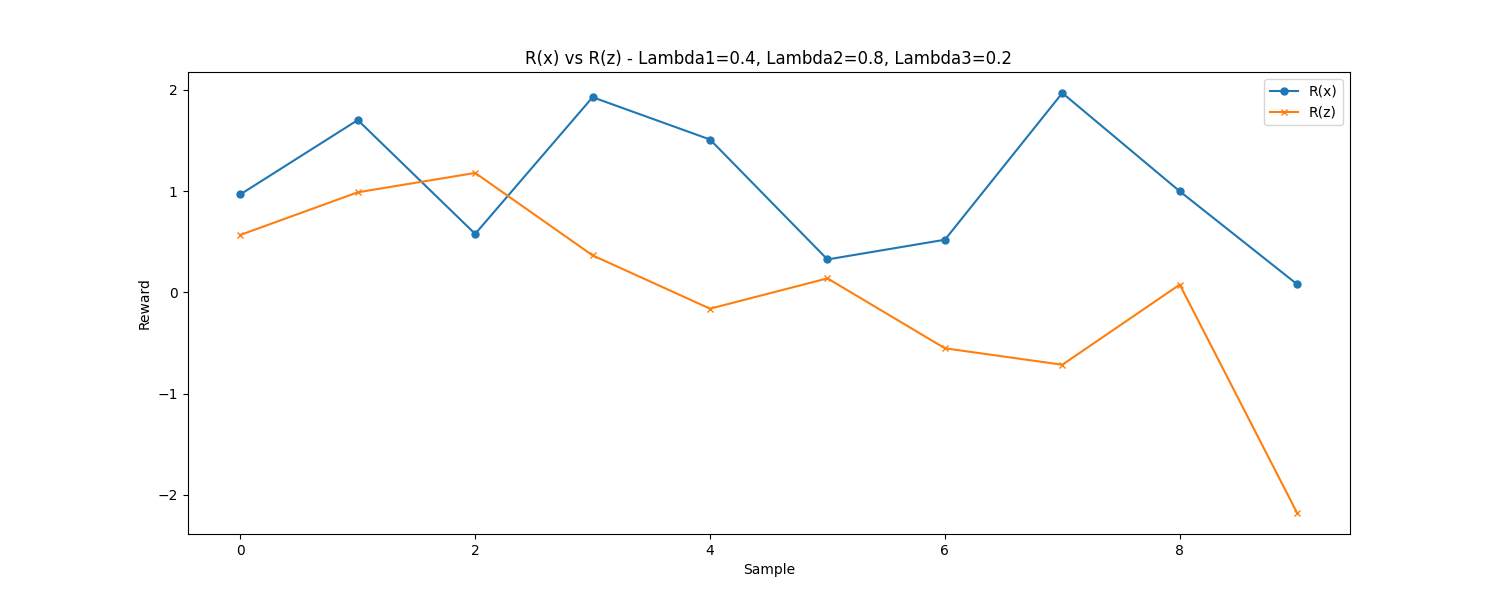 R(x) vs R(z) - Lambda1=0.4, Lambda2=0.8, Lambda3=0.2
R(x)
R(z)
2
1
0
−1
−2
Reward
0 2 4 6 8
Sample